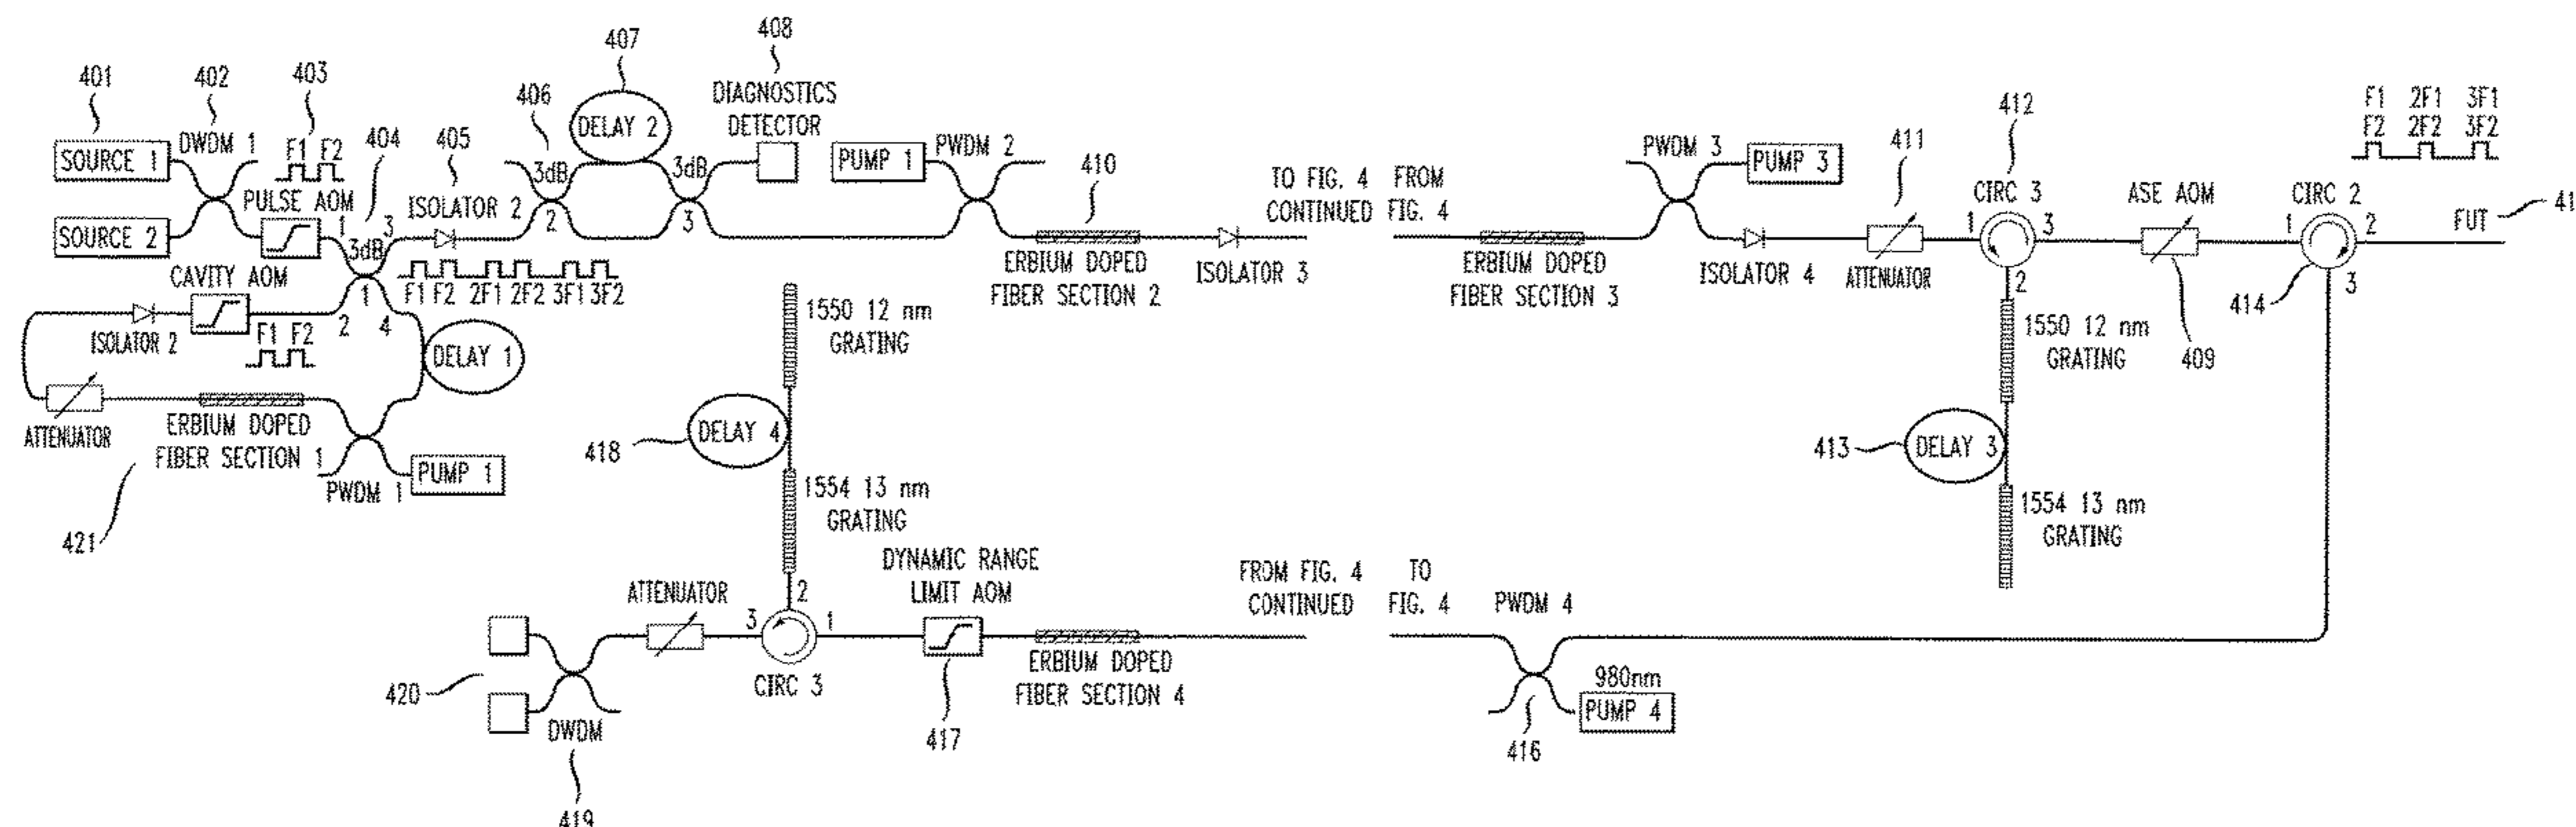 401
SOURCE 1
SOURCE 2
402
DWDM 1
403
F1 F2
PULSE AOM
404
1
3
3dB
1
2
4
CAVITY AOM
ISOLATOR 2
F1 F2
F1 F2 2F1 2F2 3F1 3F2
DELAY 1
ATTENUATOR
ERBIUM DOPED
FIBER SECTION 1
PWDM 1
PUMP 1
421
405
ISOLATOR 2
406
3dB
2
407
DELAY 2
3dB
3
408
DIAGNOSTICS
DETECTOR
PUMP 1
PWDM 2
410
ERBIUM DOPED
FIBER SECTION 2
ISOLATOR 3
TO FIG. 4
CONTINUED
FROM
FIG. 4
ERBIUM DOPED
FIBER SECTION 3
PWDM 3
PUMP 3
ISOLATOR 4
411
ATTENUATOR
412
CIRC 3
1
3
2
1550 12 nm
GRATING
413
DELAY 3
1554 13 nm
GRATING
ASE AOM
409
CIRC 2
1
2
3
414
F1 2F1 3F1
F2 2F2 3F2
FUT
41
1550 12 nm
GRATING
418
DELAY 4
1554 13 nm
GRATING
2
3
1
CIRC 3
ATTENUATOR
420
DWDM
419
DYNAMIC RANGE
LIMIT AOM
417
ERBIUM DOPED
FIBER SECTION 4
FROM FIG. 4
CONTINUED
TO
FIG. 4
PWDM 4
980nm
PUMP 4
416